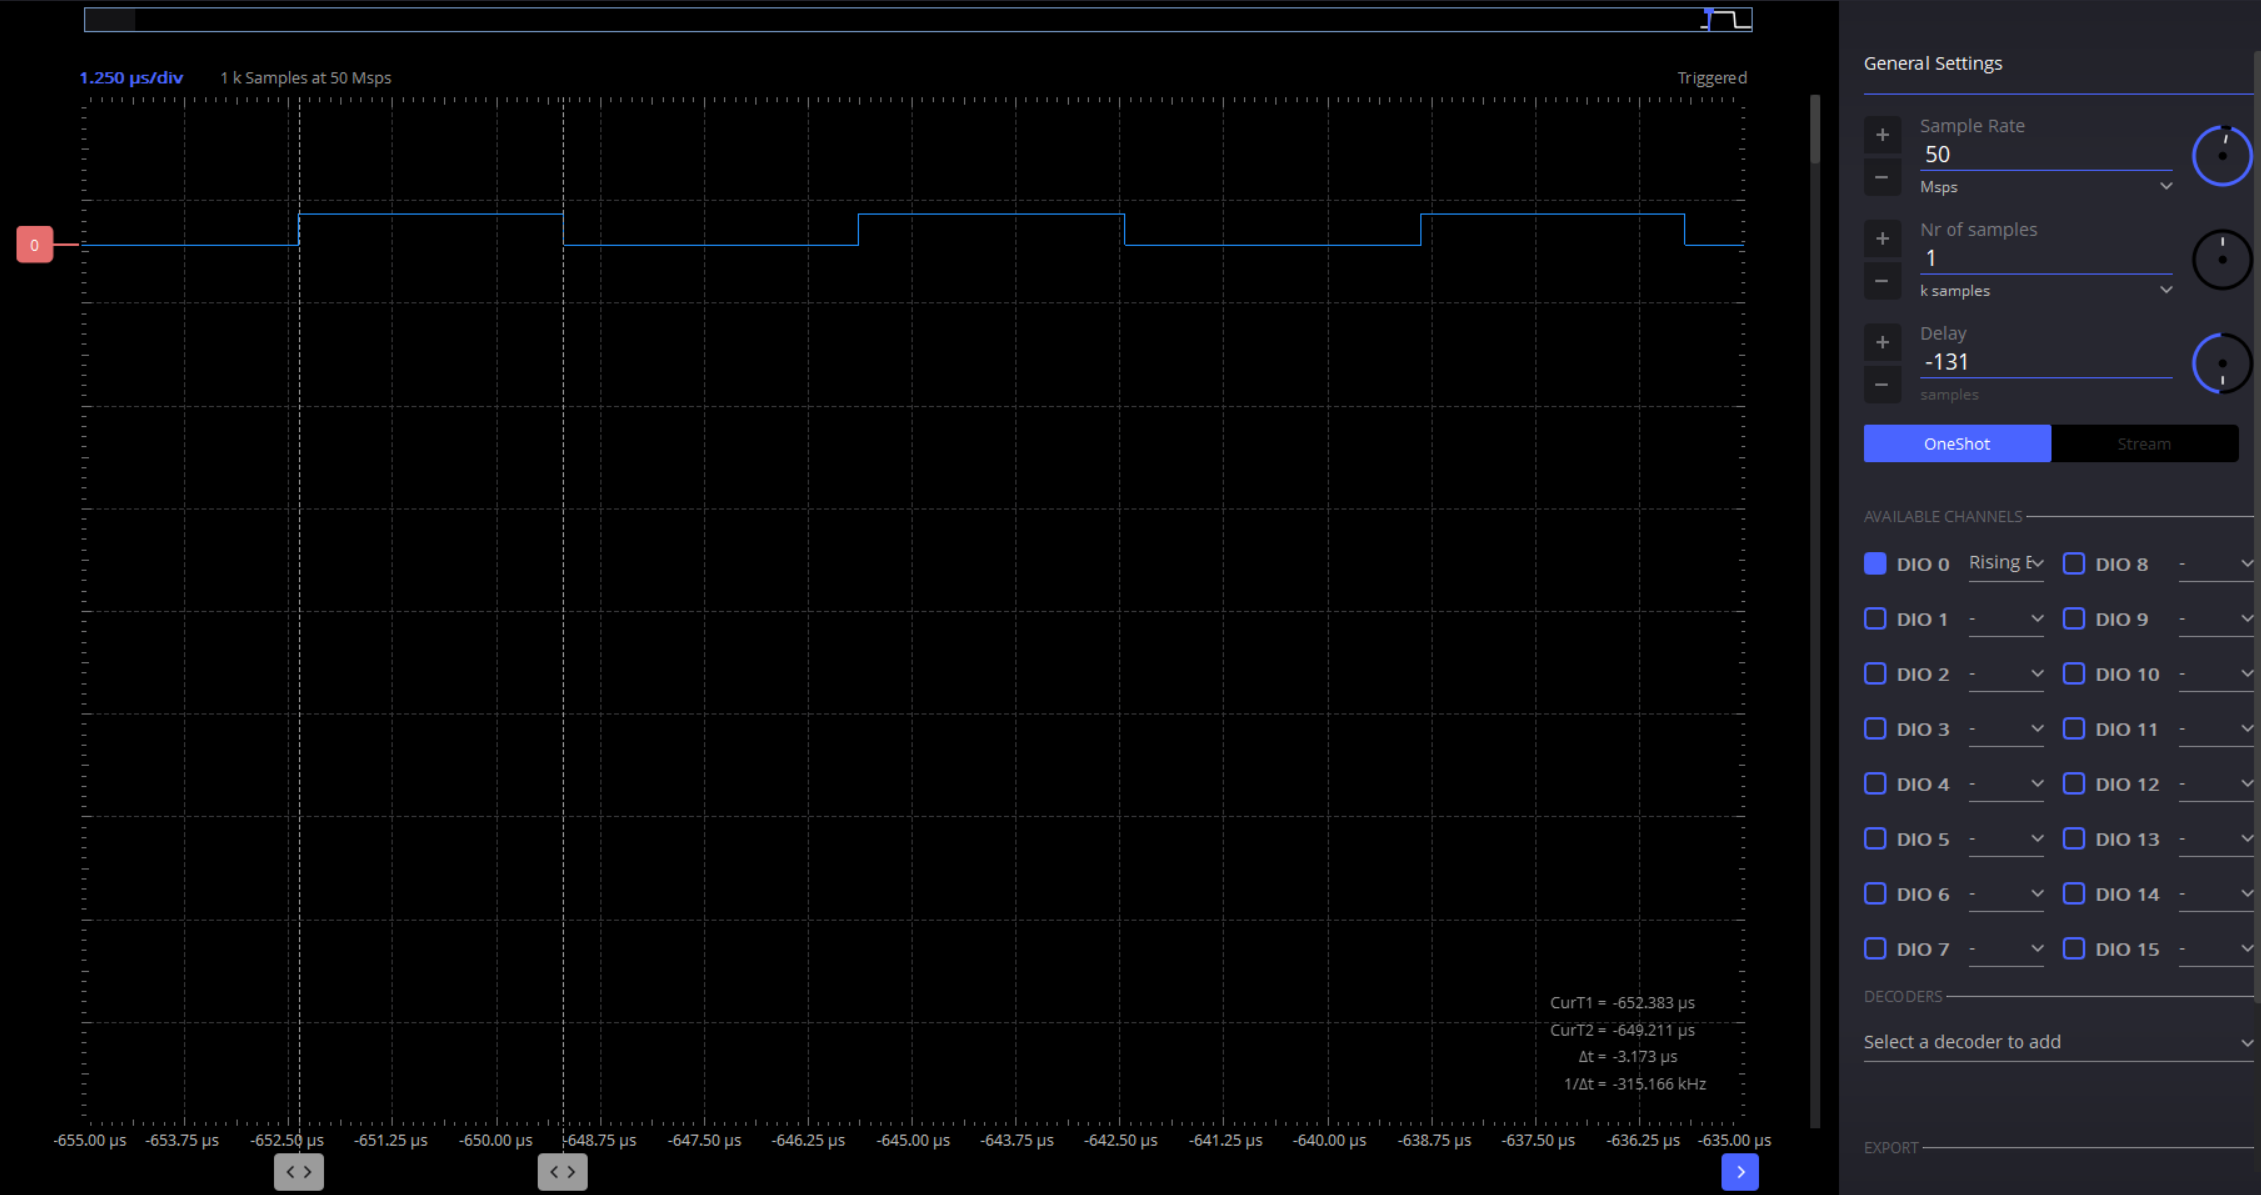 1.250 µs/div 1 k Samples at 50 Msps Triggered
0
CurT1 = -652.383 µs
CurT2 = -649.211 µs
Δt = -3.173 µs
1/Δt = -315.166 kHz
-655.00 µs -653.75 µs -652.50 µs -651.25 µs -650.00 µs -648.75 µs -647.50 µs -646.25 µs -645.00 µs -643.75 µs -642.50 µs -641.25 µs -640.00 µs -638.75 µs -637.50 µs -636.25 µs -635.00 µs
General Settings
Sample Rate
50
Msps
Nr of samples
1
k samples
Delay
-131
samples
OneShot Stream
AVAILABLE CHANNELS
DIO 0 Rising E DIO 8 -
DIO 1 - DIO 9 -
DIO 2 - DIO 10 -
DIO 3 - DIO 11 -
DIO 4 - DIO 12 -
DIO 5 - DIO 13 -
DIO 6 - DIO 14 -
DIO 7 - DIO 15 -
DECODERS
Select a decoder to add
EXPORT